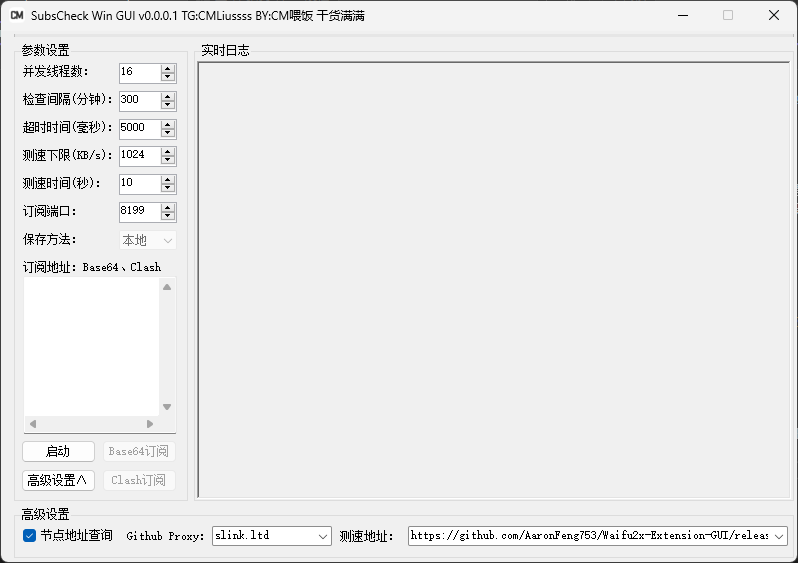 CM SubsCheck Win GUI v0.0.0.1 TG:CMLiussss BY:CM喂饭 干货满满
参数设置
并发线程数: 16
检查间隔(分钟): 300
超时时间(毫秒): 5000
测速下限(KB/s): 1024
测速时间(秒): 10
订阅端口: 8199
保存方法: 本地
订阅地址: Base64、Clash
启动 Base64订阅
高级设置∧ Clash订阅
实时日志
高级设置
节点地址查询 Github Proxy: slink.ltd 测速地址: https://github.com/AaronFeng753/Waifu2x-Extension-GUI/releas